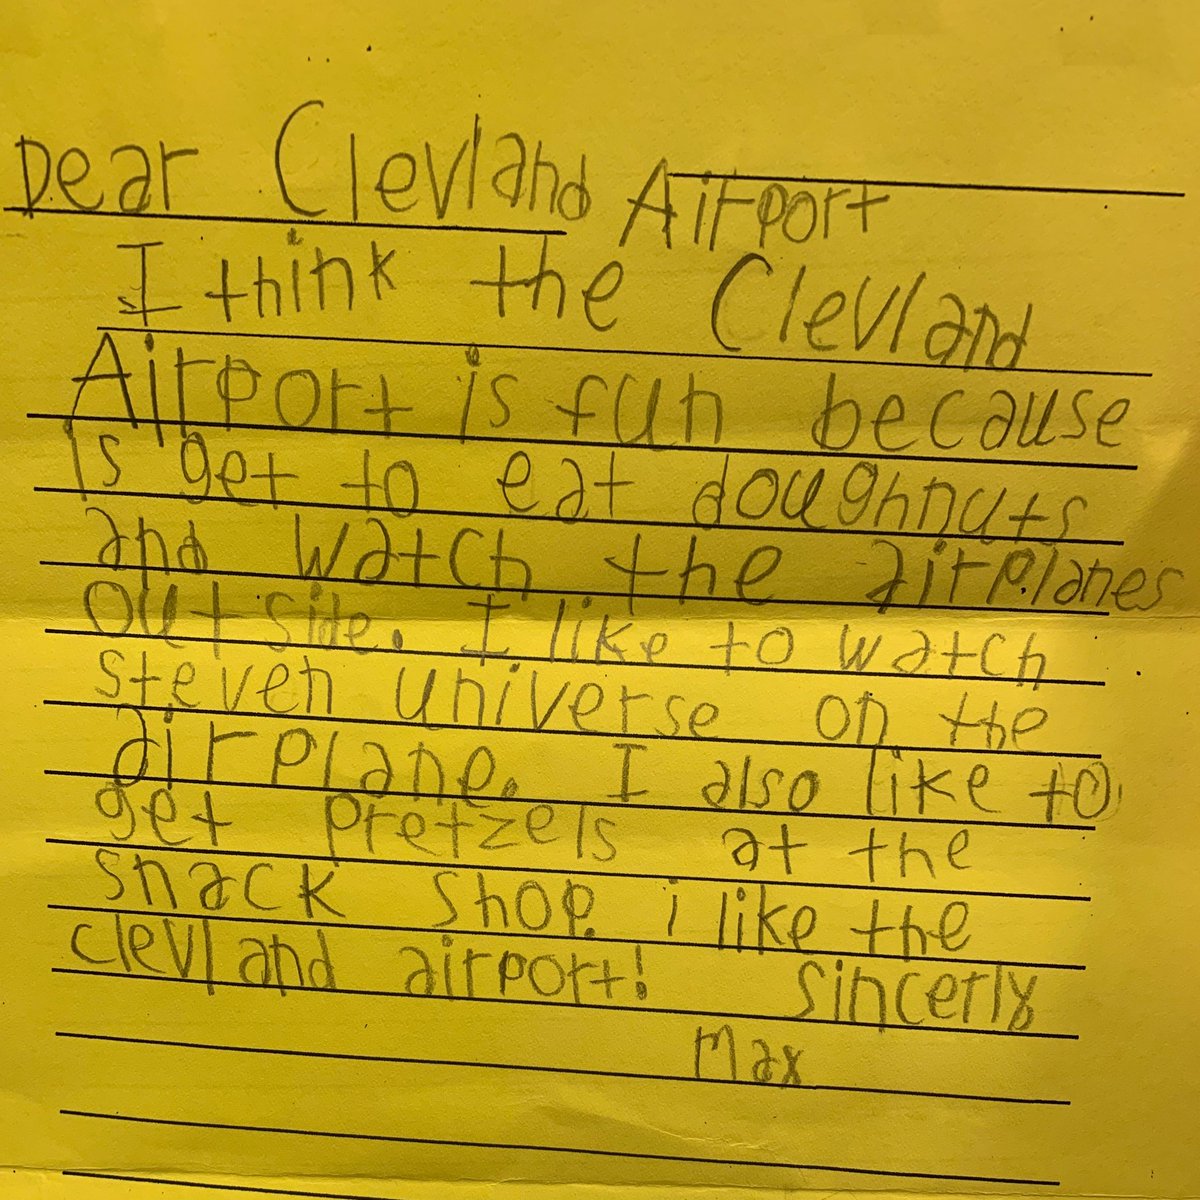 Dear Clevland Airport
I think the Clevland
Airport is fun because
is get to eat doughnuts
and watch the airplanes
outside. I like to watch
steven universe on the
airplane. I also like to
get pretzels at the
snack shop. i like the
clevland airport! sincerly
max